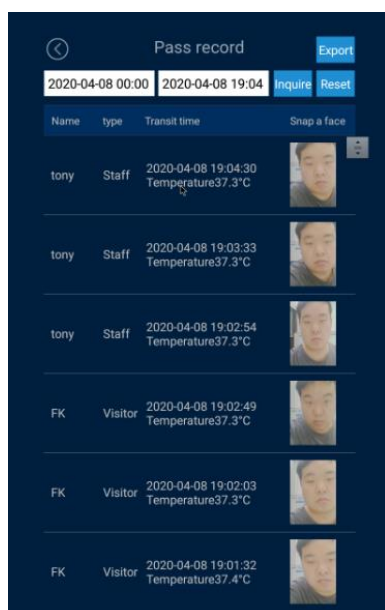 Pass record
Export
2020-04-08 00:00 2020-04-08 19:04 Inquire Reset
Name type Transit time Snap a face
tony Staff 2020-04-08 19:04:30
Temperature37.3°C
tony Staff 2020-04-08 19:03:33
Temperature37.3°C
tony Staff 2020-04-08 19:02:54
Temperature37.3°C
FK Visitor 2020-04-08 19:02:49
Temperature37.3°C
FK Visitor 2020-04-08 19:02:03
Temperature37.3°C
FK Visitor 2020-04-08 19:01:32
Temperature37.4°C